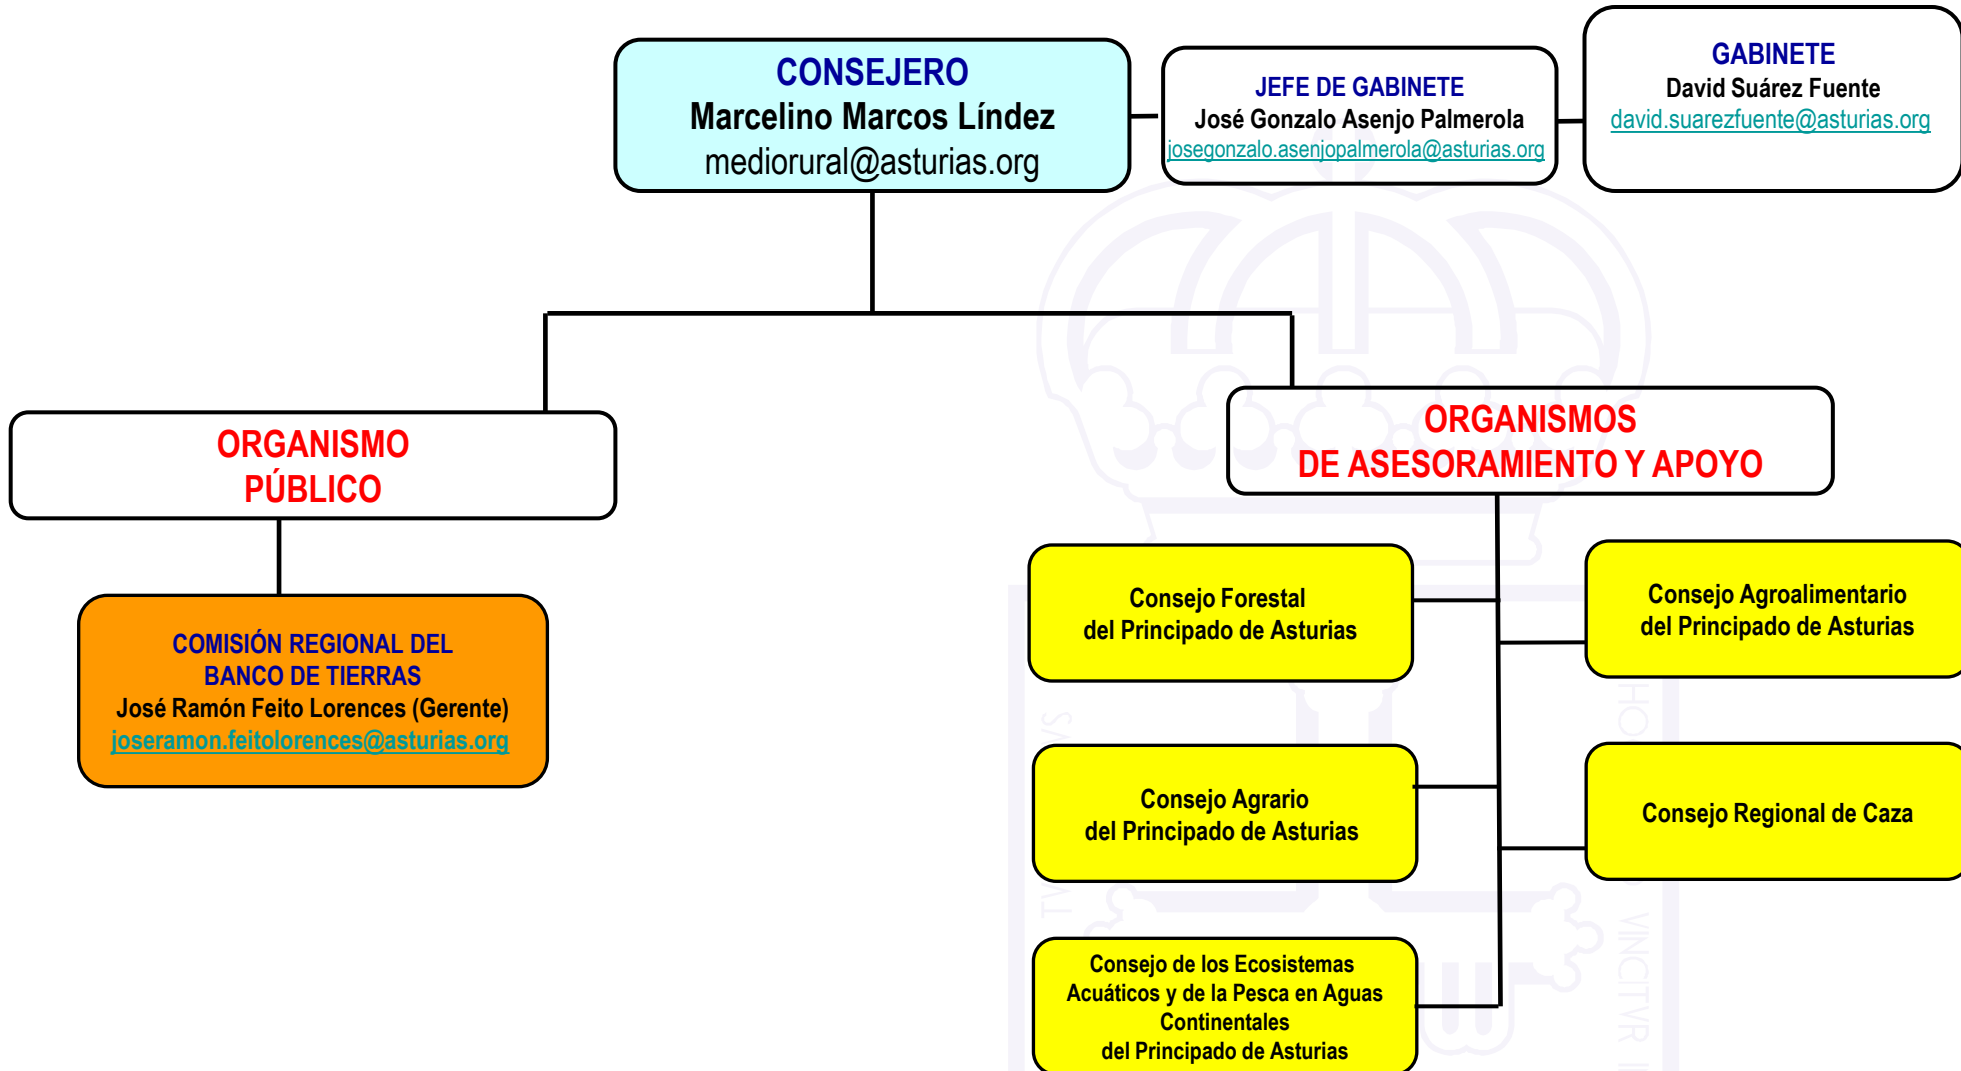 CONSEJERO
Marcelino Marcos Líndez
mediorural@asturias.org
JEFE DE GABINETE
José Gonzalo Asenjo Palmerola
josegonzalo.asenjopalmerola@asturias.org
GABINETE
David Suárez Fuente
david.suarezfuente@asturias.org
ORGANISMO
PÚBLICO
COMISIÓN REGIONAL DEL
BANCO DE TIERRAS
José Ramón Feito Lorences (Gerente)
joseramon.feitolorences@asturias.org
ORGANISMOS
DE ASESORAMIENTO Y APOYO
Consejo Forestal
del Principado de Asturias
Consejo Agroalimentario
del Principado de Asturias
Consejo Agrario
del Principado de Asturias
Consejo Regional de Caza
Consejo de los Ecosistemas
Acuáticos y de la Pesca en Aguas
Continentales
del Principado de Asturias
HO
VINCITVR